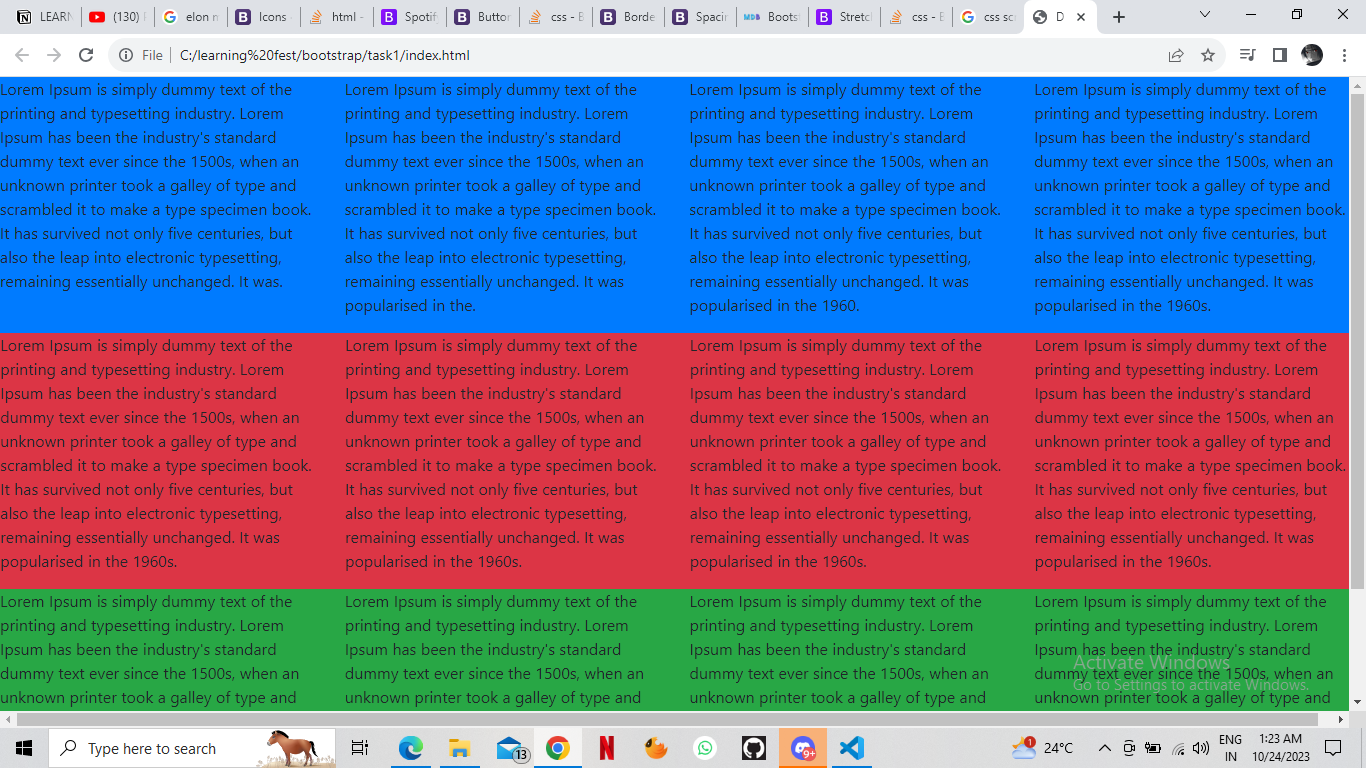 LEARN
(130)
elon m
Icons
html -
Spotif
Button
css - B
Borde
Spacin
MDB Bootst
Stretc
css - B
css scr
D
File C:/learning%20fest/bootstrap/task1/index.html
Lorem Ipsum is simply dummy text of the
printing and typesetting industry. Lorem
Ipsum has been the industry's standard
dummy text ever since the 1500s, when an
unknown printer took a galley of type and
scrambled it to make a type specimen book.
It has survived not only five centuries, but
also the leap into electronic typesetting,
remaining essentially unchanged. It was.
Lorem Ipsum is simply dummy text of the
printing and typesetting industry. Lorem
Ipsum has been the industry's standard
dummy text ever since the 1500s, when an
unknown printer took a galley of type and
scrambled it to make a type specimen book.
It has survived not only five centuries, but
also the leap into electronic typesetting,
remaining essentially unchanged. It was
popularised in the.
Lorem Ipsum is simply dummy text of the
printing and typesetting industry. Lorem
Ipsum has been the industry's standard
dummy text ever since the 1500s, when an
unknown printer took a galley of type and
scrambled it to make a type specimen book.
It has survived not only five centuries, but
also the leap into electronic typesetting,
remaining essentially unchanged. It was
popularised in the 1960.
Lorem Ipsum is simply dummy text of the
printing and typesetting industry. Lorem
Ipsum has been the industry's standard
dummy text ever since the 1500s, when an
unknown printer took a galley of type and
scrambled it to make a type specimen book.
It has survived not only five centuries, but
also the leap into electronic typesetting,
remaining essentially unchanged. It was
popularised in the 1960s.
Lorem Ipsum is simply dummy text of the
printing and typesetting industry. Lorem
Ipsum has been the industry's standard
dummy text ever since the 1500s, when an
unknown printer took a galley of type and
scrambled it to make a type specimen book.
It has survived not only five centuries, but
also the leap into electronic typesetting,
remaining essentially unchanged. It was
popularised in the 1960s.
Lorem Ipsum is simply dummy text of the
printing and typesetting industry. Lorem
Ipsum has been the industry's standard
dummy text ever since the 1500s, when an
unknown printer took a galley of type and
scrambled it to make a type specimen book.
It has survived not only five centuries, but
also the leap into electronic typesetting,
remaining essentially unchanged. It was
popularised in the 1960s.
Lorem Ipsum is simply dummy text of the
printing and typesetting industry. Lorem
Ipsum has been the industry's standard
dummy text ever since the 1500s, when an
unknown printer took a galley of type and
scrambled it to make a type specimen book.
It has survived not only five centuries, but
also the leap into electronic typesetting,
remaining essentially unchanged. It was
popularised in the 1960s.
Lorem Ipsum is simply dummy text of the
printing and typesetting industry. Lorem
Ipsum has been the industry's standard
dummy text ever since the 1500s, when an
unknown printer took a galley of type and
scrambled it to make a type specimen book.
It has survived not only five centuries, but
also the leap into electronic typesetting,
remaining essentially unchanged. It was
popularised in the 1960s.
Lorem Ipsum is simply dummy text of the
printing and typesetting industry. Lorem
Ipsum has been the industry's standard
dummy text ever since the 1500s, when an
unknown printer took a galley of type and
Lorem Ipsum is simply dummy text of the
printing and typesetting industry. Lorem
Ipsum has been the industry's standard
dummy text ever since the 1500s, when an
unknown printer took a galley of type and
Lorem Ipsum is simply dummy text of the
printing and typesetting industry. Lorem
Ipsum has been the industry's standard
dummy text ever since the 1500s, when an
unknown printer took a galley of type and
Lorem Ipsum is simply dummy text of the
printing and typesetting industry. Lorem
Ipsum has been the industry's standard
dummy text ever since the 1500s, when an
unknown printer took a galley of type and
Activate Windows
Go to Settings to activate Windows.
Type here to search
13
N
9+
1
24°C
ENG
IN
1:23 AM
10/24/2023